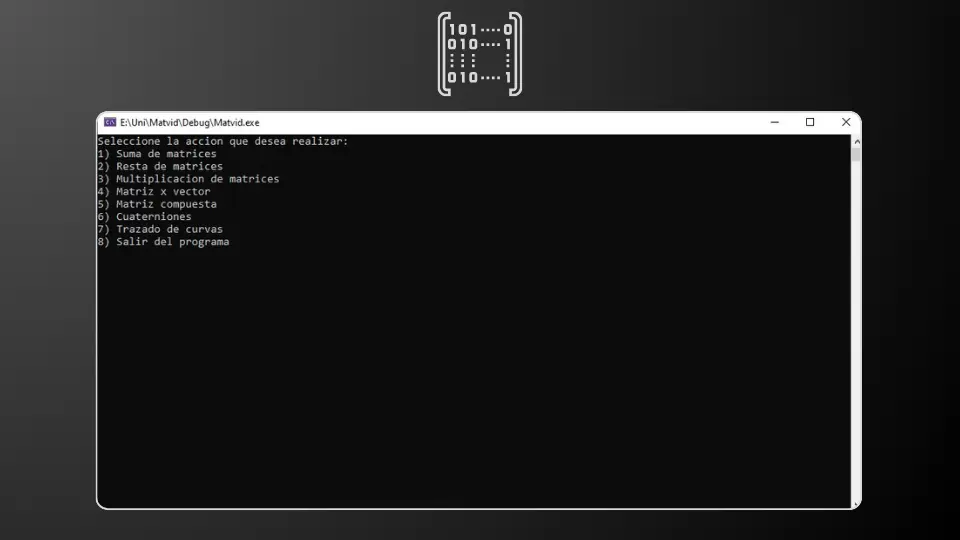 101····0
010····1
010····1
E:\Uni\Matvid\Debug\Matvid.exe
Seleccione la accion que desea realizar:
1) Suma de matrices
2) Resta de matrices
3) Multiplicacion de matrices
4) Matriz x vector
5) Matriz compuesta
6) Cuaterniones
7) Trazado de curvas
8) Salir del programa